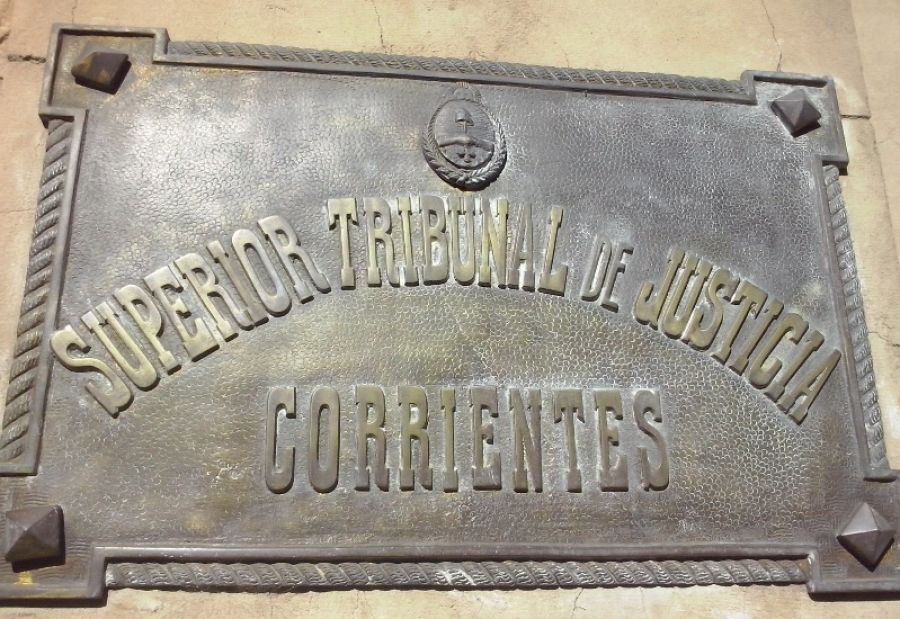 SUPERIOR TRIBUNAL DE JUSTICIA
CORRIENTES